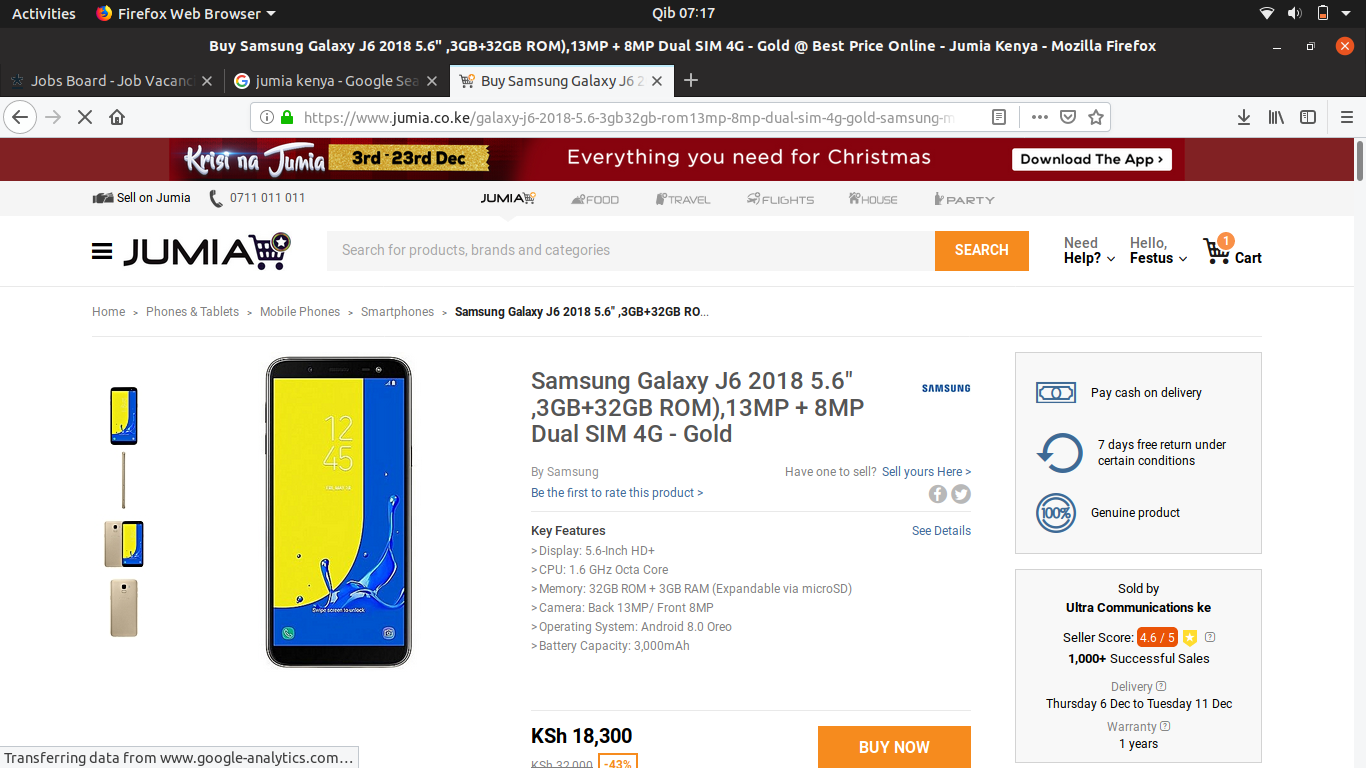 Activities Firefox Web Browser Qib 07:17
Buy Samsung Galaxy J6 2018 5.6" ,3GB+32GB ROM),13MP + 8MP Dual SIM 4G - Gold @ Best Price Online - Jumia Kenya - Mozilla Firefox
Jobs Board - Job Vacanc jumia kenya - Google Sea Buy Samsung Galaxy J6 2
https://www.jumia.co.ke/galaxy-j6-2018-5.6-3gb32gb-rom13mp-8mp-dual-sim-4g-gold-samsung-m
Krisi na Jumia 3rd - 23rd Dec Everything you need for Christmas Download The App ›
Sell on Jumia 0711 011 011 JUMIA FOOD TRAVEL FLIGHTS HOUSE PARTY
JUMIA Search for products, brands and categories SEARCH
Need Help?
Hello, Festus
1 Cart
Home > Phones & Tablets > Mobile Phones > Smartphones > Samsung Galaxy J6 2018 5.6" ,3GB+32GB RO...
12
45
Swipe screen to unlock
Samsung Galaxy J6 2018 5.6"
,3GB+32GB ROM),13MP + 8MP
Dual SIM 4G - Gold
SAMSUNG
By Samsung Have one to sell? Sell yours Here >
Be the first to rate this product >
Key Features See Details
> Display: 5.6-Inch HD+
> CPU: 1.6 GHz Octa Core
> Memory: 32GB ROM + 3GB RAM (Expandable via microSD)
> Camera: Back 13MP/ Front 8MP
> Operating System: Android 8.0 Oreo
> Battery Capacity: 3,000mAh
KSh 18,300 BUY NOW
KSh 32,000 -43%
Pay cash on delivery
7 days free return under
certain conditions
100% Genuine product
Sold by
Ultra Communications ke
Seller Score: 4.6 / 5 ?
1,000+ Successful Sales
Delivery ?
Thursday 6 Dec to Tuesday 11 Dec
Warranty ?
1 years
Transferring data from www.google-analytics.com…